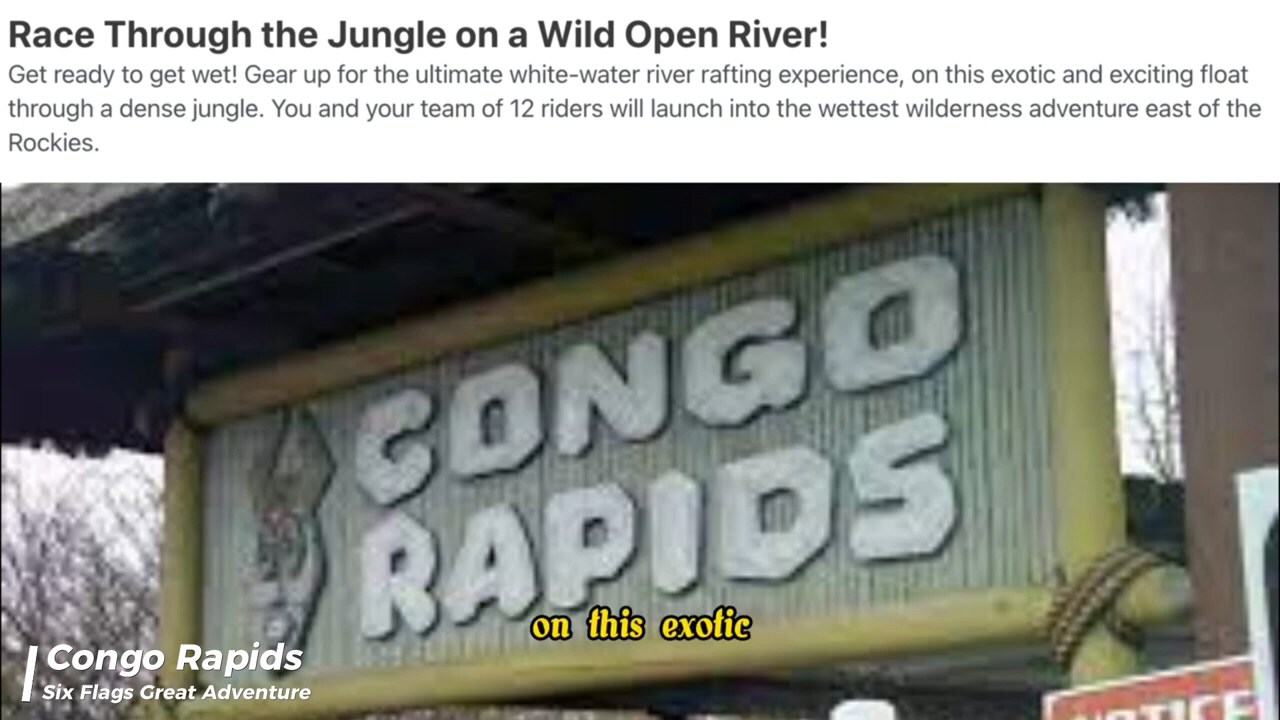 Race Through the Jungle on a Wild Open River!
Get ready to get wet! Gear up for the ultimate white-water river rafting experience, on this exotic and exciting float
through a dense jungle. You and your team of 12 riders will launch into the wettest wilderness adventure east of the
Rockies.
CONGO
RAPIDS
on this exotic
Congo Rapids
Six Flags Great Adventure
NOTICE